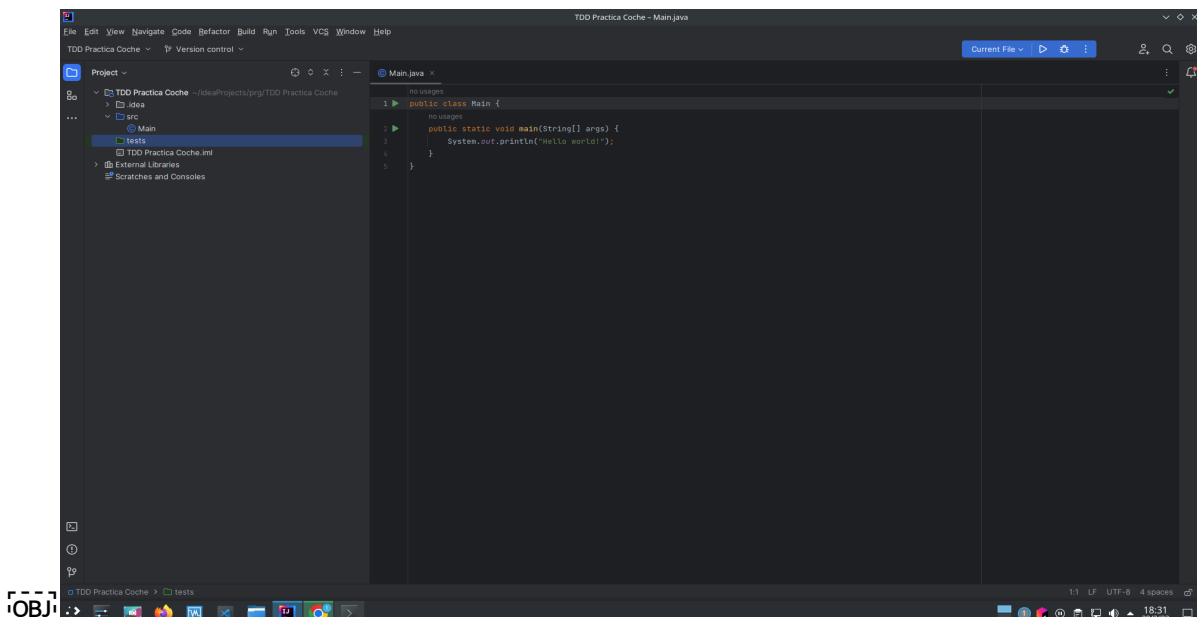 TDD Practica Coche – Main.java
File Edit View Navigate Code Refactor Build Run Tools VCS Window Help
TDD Practica Coche Version control Current File
Project
Main.java
TDD Practica Coche ~/IdeaProjects/prg/TDD Practica Coche
.idea
src
Main
tests
TDD Practica Coche.iml
External Libraries
Scratches and Consoles
no usages
1 public class Main {
no usages
2 public static void main(String[] args) {
3 System.out.println("Hello world!");
4 }
5 }
TDD Practica Coche > tests
1:1 LF UTF-8 4 spaces
OBJ
18:31